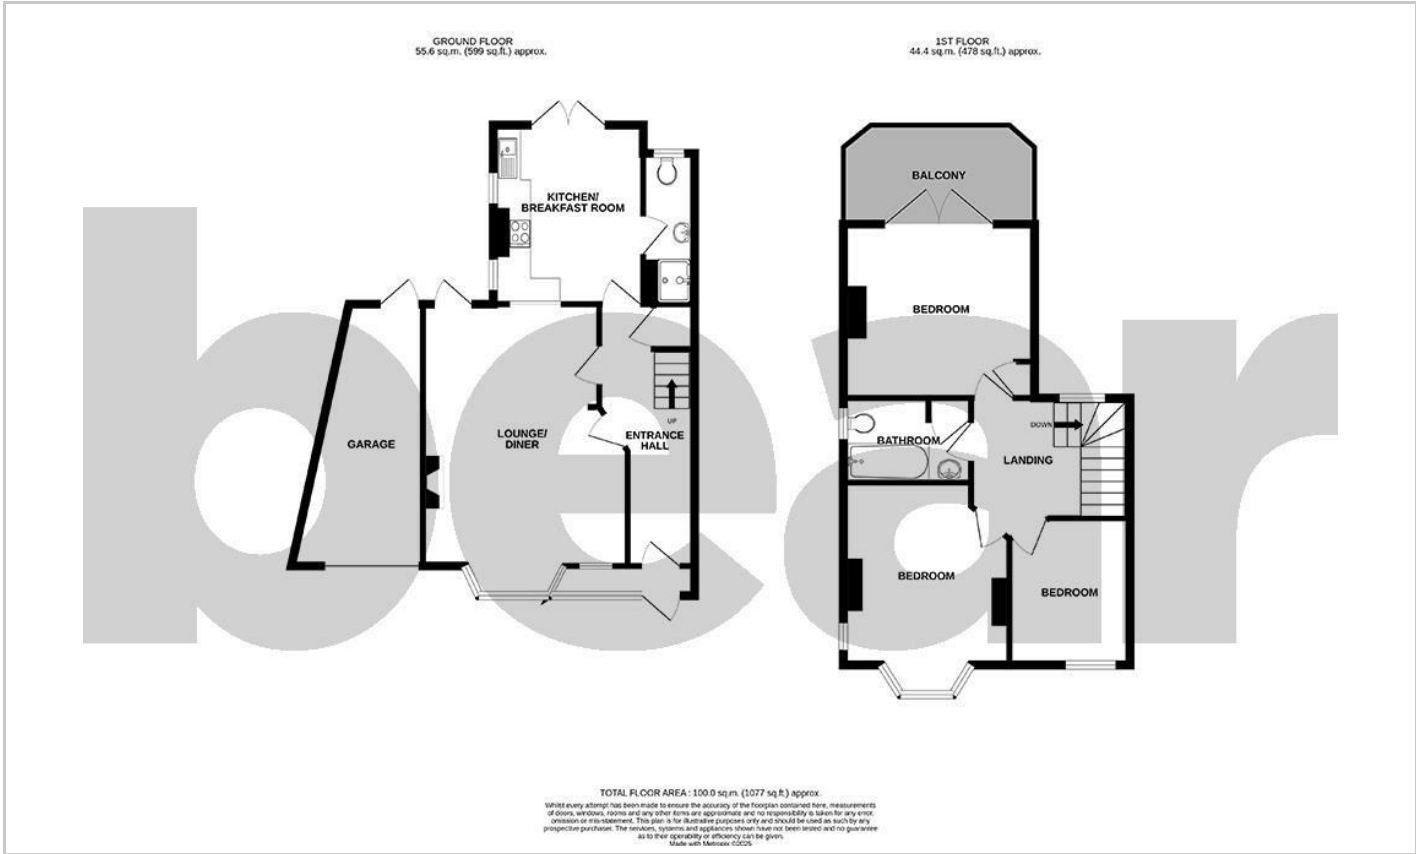 GROUND FLOOR
55.6 sq.m. (599 sq.ft.) approx.
KITCHEN/
BREAKFAST ROOM
GARAGE
LOUNGE/
DINER
UP
ENTRANCE
HALL
1ST FLOOR
44.4 sq.m. (478 sq.ft.) approx.
BALCONY
BEDROOM
BATHROOM
DOWN
LANDING
BEDROOM
BEDROOM
bear
TOTAL FLOOR AREA : 100.0 sq.m. (1077 sq.ft.) approx.
Whilst every attempt has been made to ensure the accuracy of the floorplan contained here, measurements
of doors, windows, rooms and any other items are approximate and no responsibility is taken for any error,
omission or mis-statement. This plan is for illustrative purposes only and should be used as such by any
prospective purchaser. The services, systems and appliances shown have not been tested and no guarantee
as to their operability or efficiency can be given.
Made with Metropix ©2025